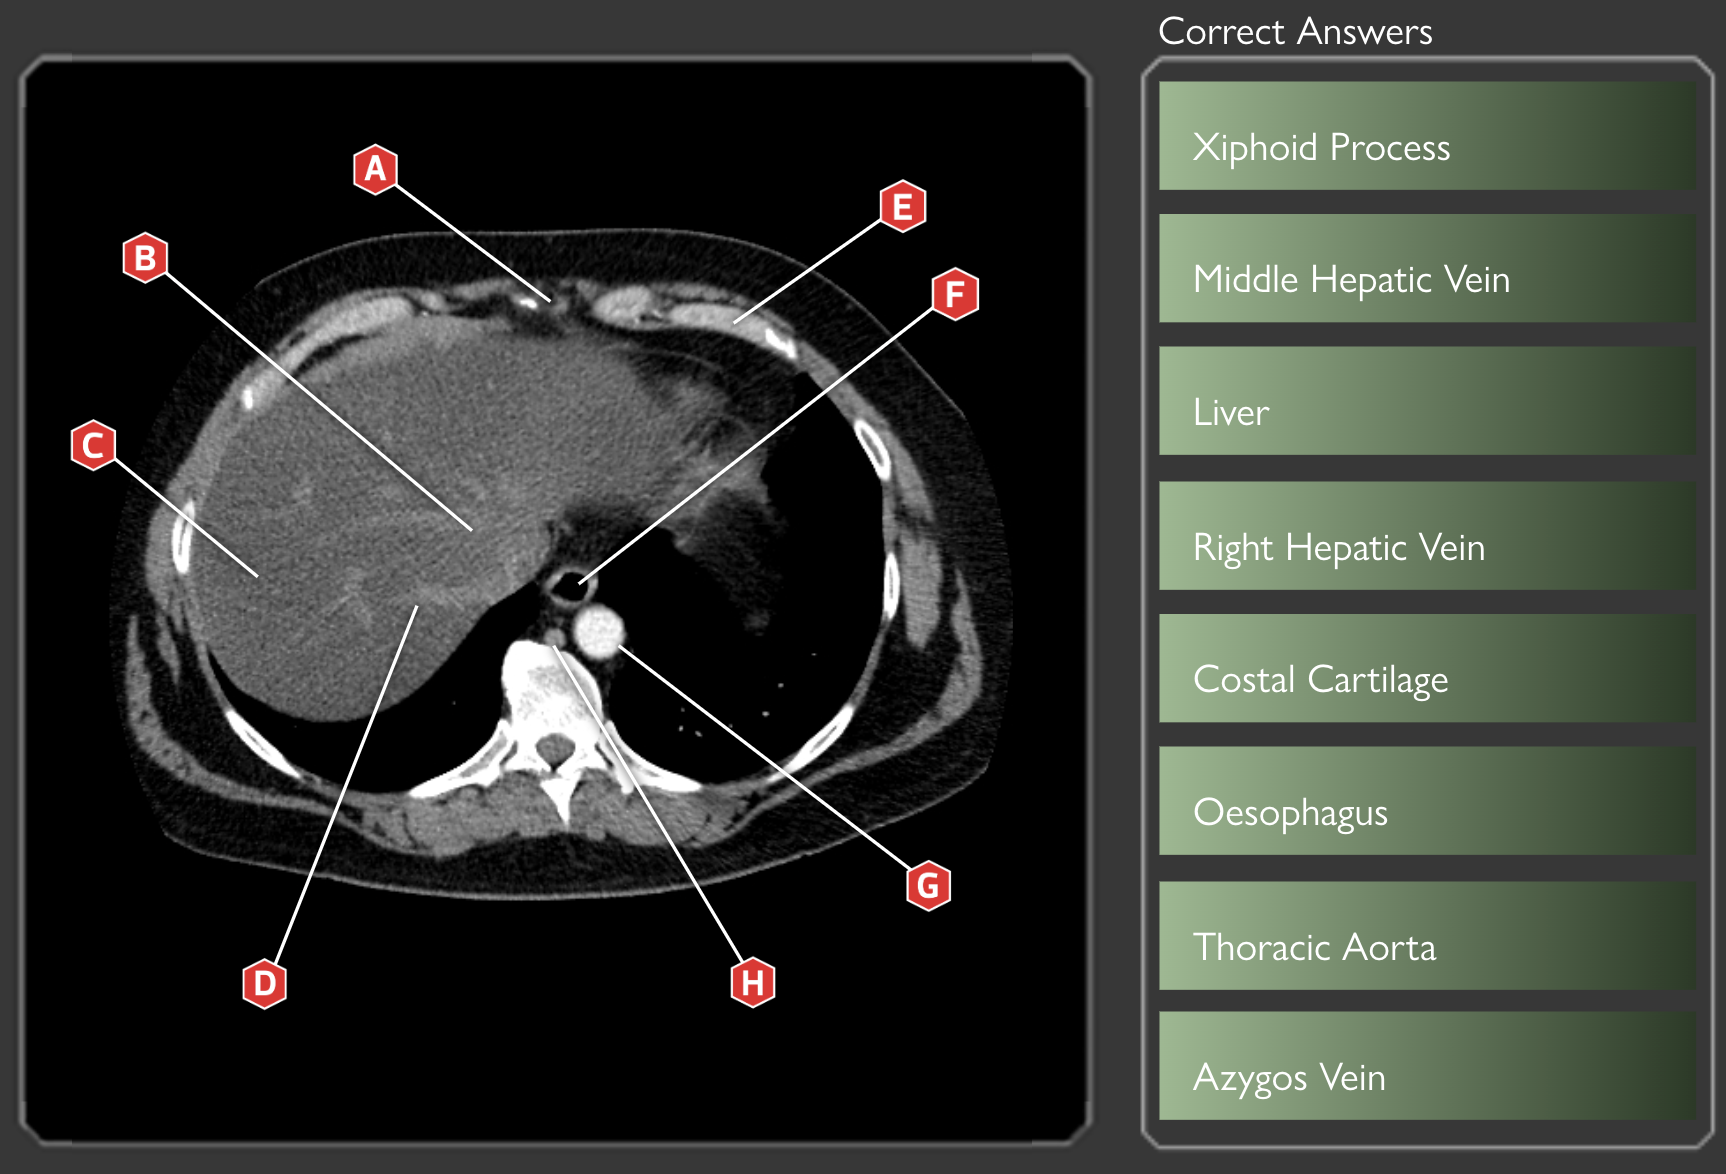 Correct Answers
A
Xiphoid Process
E
B
Middle Hepatic Vein
F
C
Liver
Right Hepatic Vein
Costal Cartilage
Oesophagus
G
Thoracic Aorta
D
H
Azygos Vein